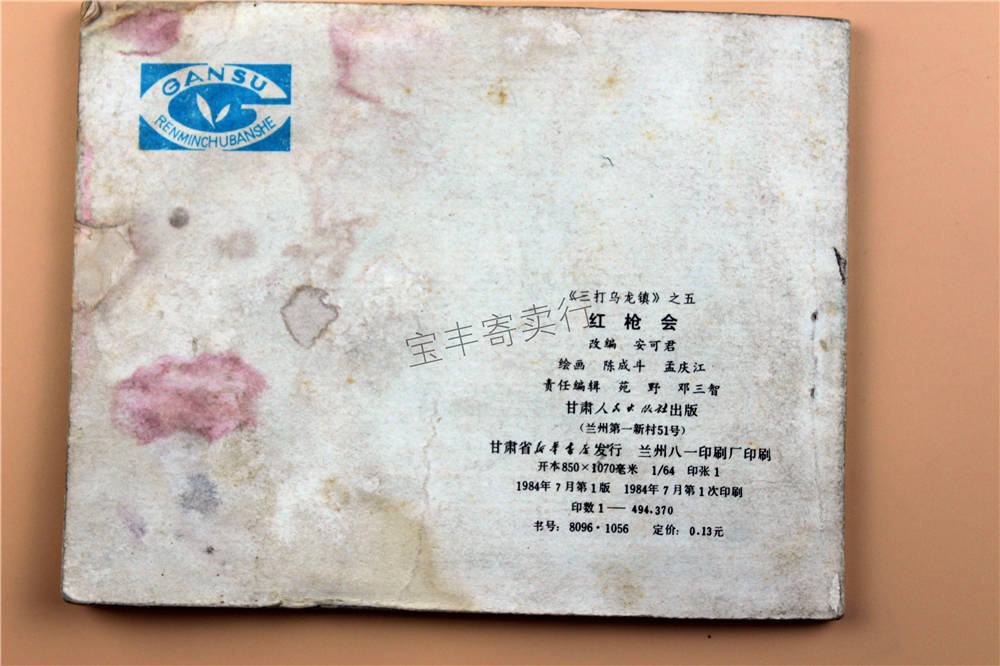 GANSU
RENMINCHUBANSHE
《三打乌龙镇》之五
红枪会
改编 安可君
绘画 陈成斗 孟庆江
责任编辑 苑野 邓三智
甘肃人民出版社出版
(兰州第一新村51号)
甘肃省新华书店发行 兰州八一印刷厂印刷
开本850×1070毫米 1/64 印张1
1984年7月第1版 1984年7月第1次印刷
印数1—494.370
书号: 8096·1056 定价: 0.13元
宝丰寄卖行